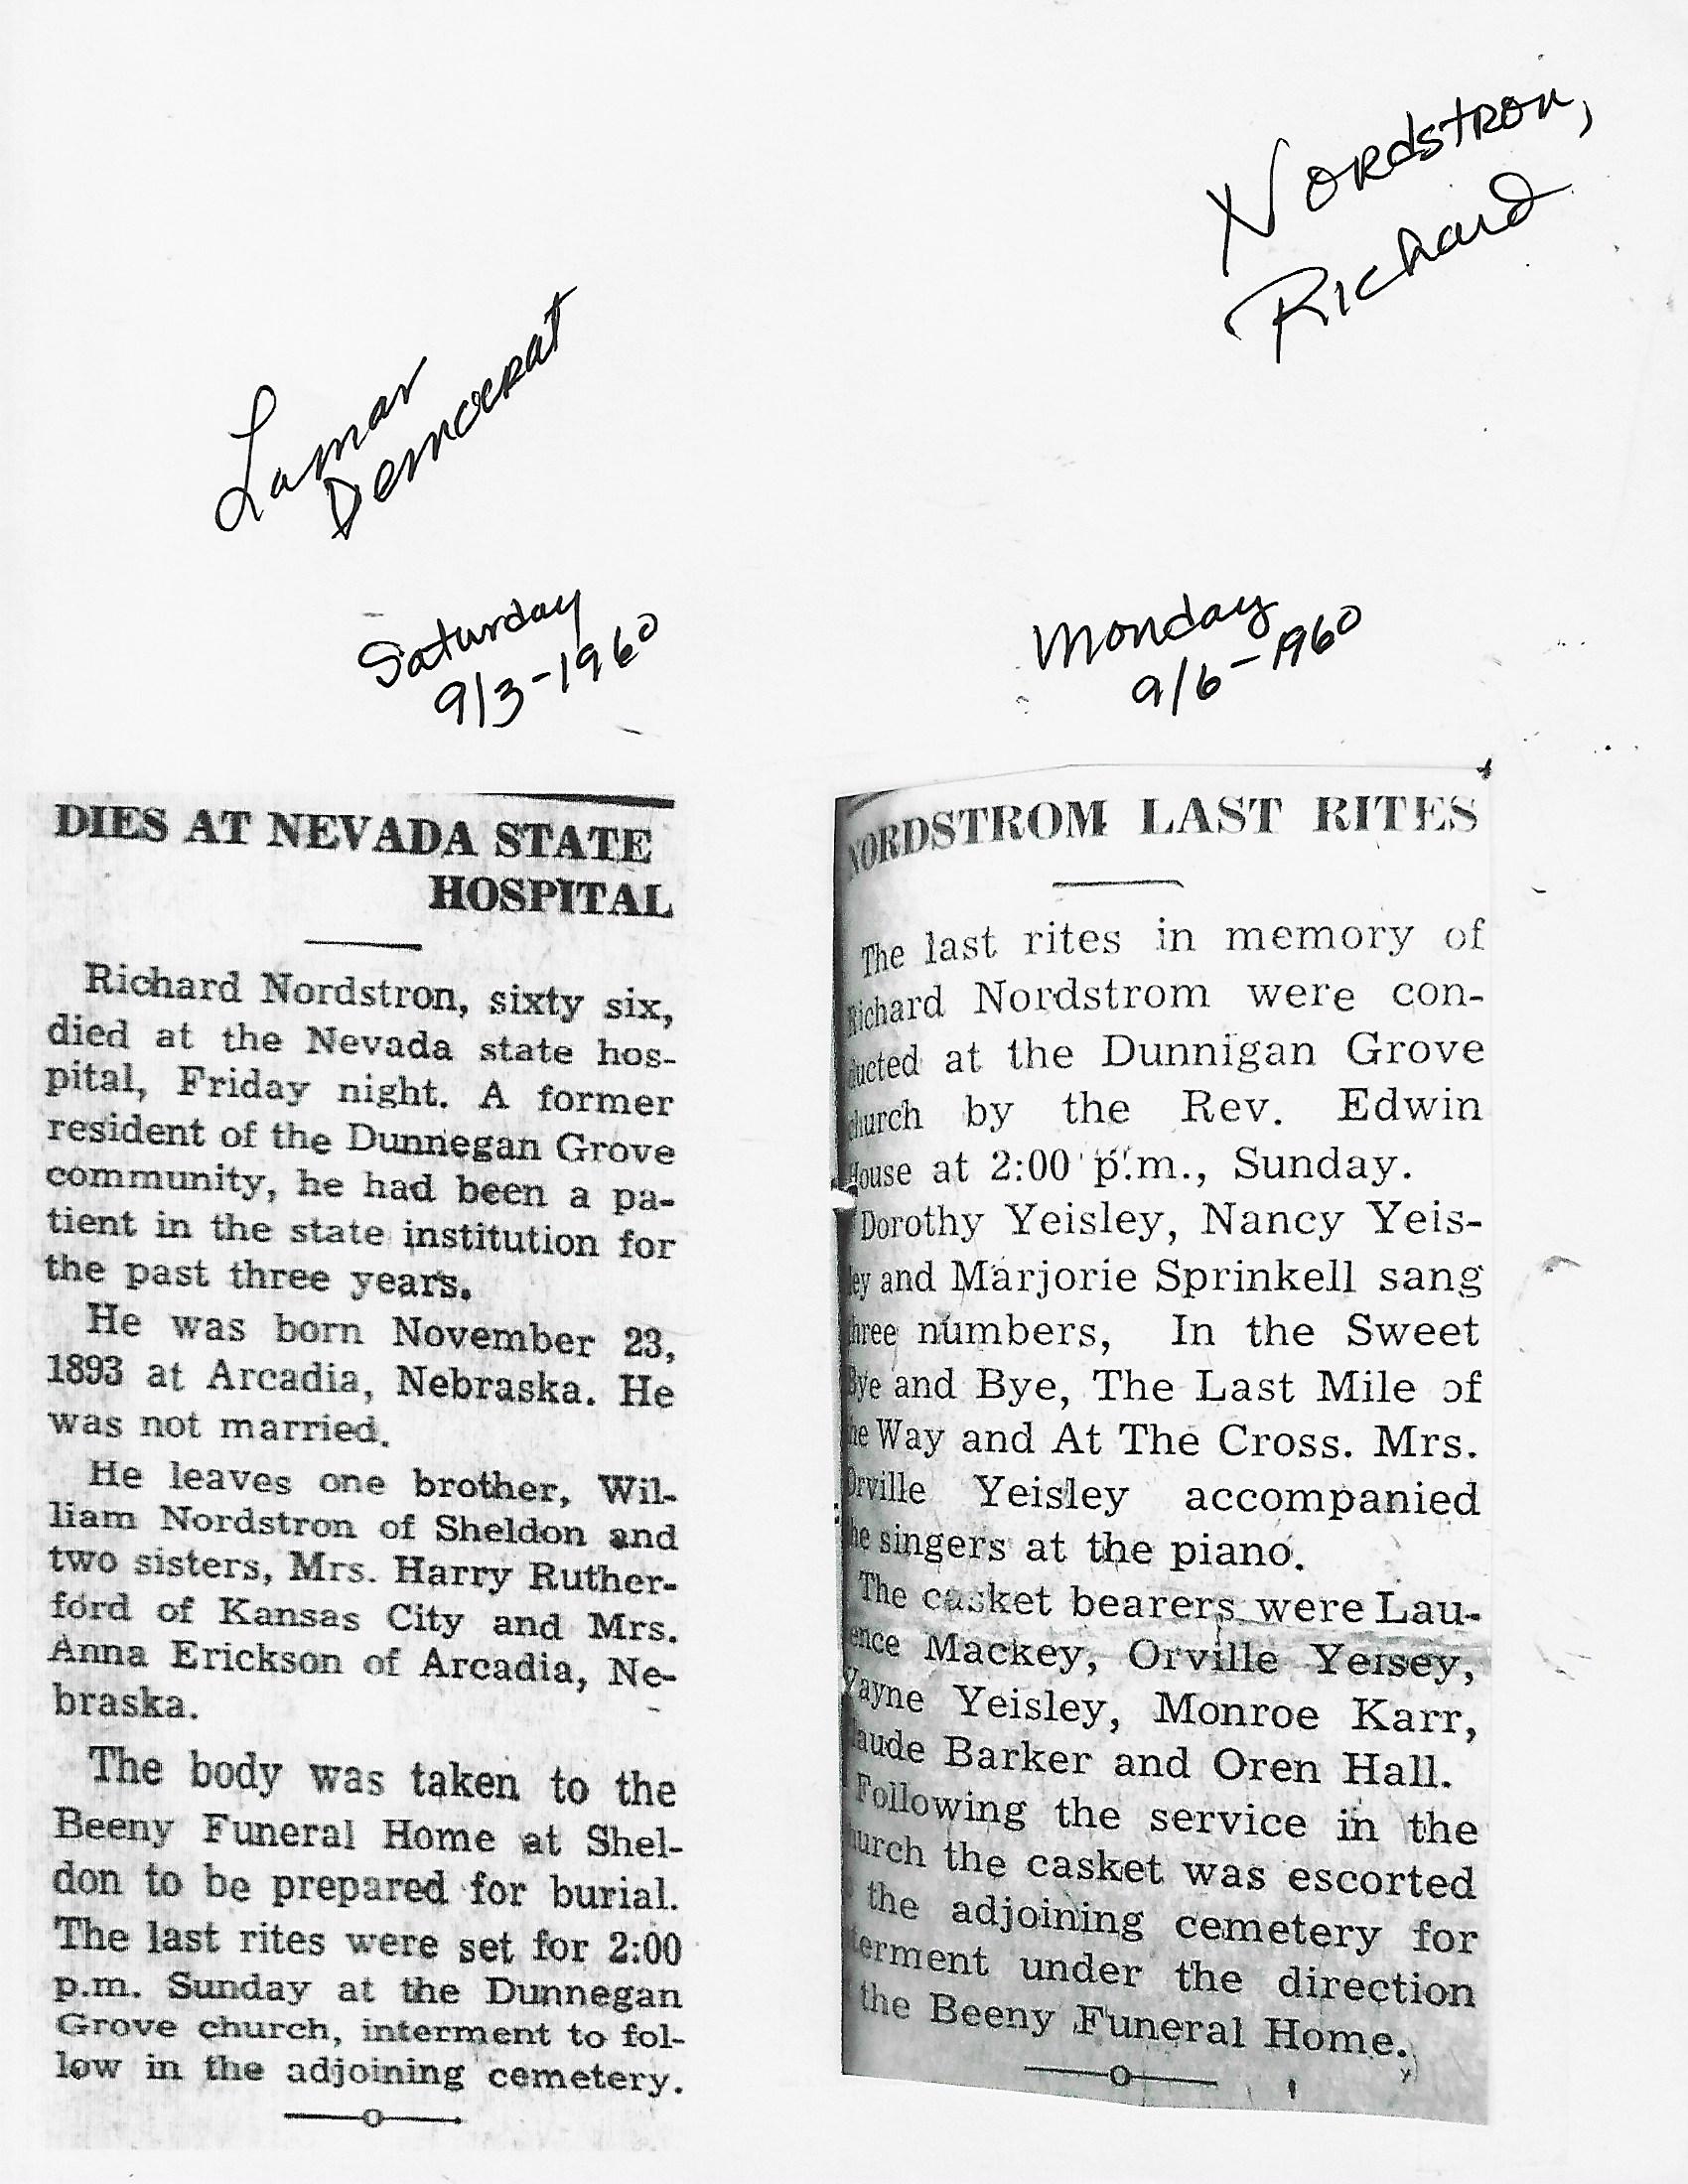 Nordstron,
Richard
Lamar
Democrat
Saturday
9/3-1960
Monday
9/6-1960
DIES AT NEVADA STATE
HOSPITAL
Richard Nordstron, sixty six,
died at the Nevada state hos-
pital, Friday night. A former
resident of the Dunnegan Grove
community, he had been a pa-
tient in the state institution for
the past three years.
He was born November 23,
1893 at Arcadia, Nebraska. He
was not married.
He leaves one brother, Wil-
liam Nordstron of Sheldon and
two sisters, Mrs. Harry Ruther-
ford of Kansas City and Mrs.
Anna Erickson of Arcadia, Ne-
braska.
The body was taken to the
Beeny Funeral Home at Shel-
don to be prepared for burial.
The last rites were set for 2:00
p.m. Sunday at the Dunnegan
Grove church, interment to fol-
low in the adjoining cemetery.
NORDSTROM LAST RITES
The last rites in memory of
Richard Nordstrom were con-
ducted at the Dunnigan Grove
church by the Rev. Edwin
House at 2:00 p.m., Sunday.
Dorothy Yeisley, Nancy Yeis-
ley and Marjorie Sprinkell sang
three numbers, In the Sweet
Bye and Bye, The Last Mile of
the Way and At The Cross. Mrs.
Orville Yeisley accompanied
the singers at the piano.
The casket bearers were Lau-
ence Mackey, Orville Yeisey,
Wayne Yeisley, Monroe Karr,
laude Barker and Oren Hall.
Following the service in the
hurch the casket was escorted
the adjoining cemetery for
terment under the direction
the Beeny Funeral Home.